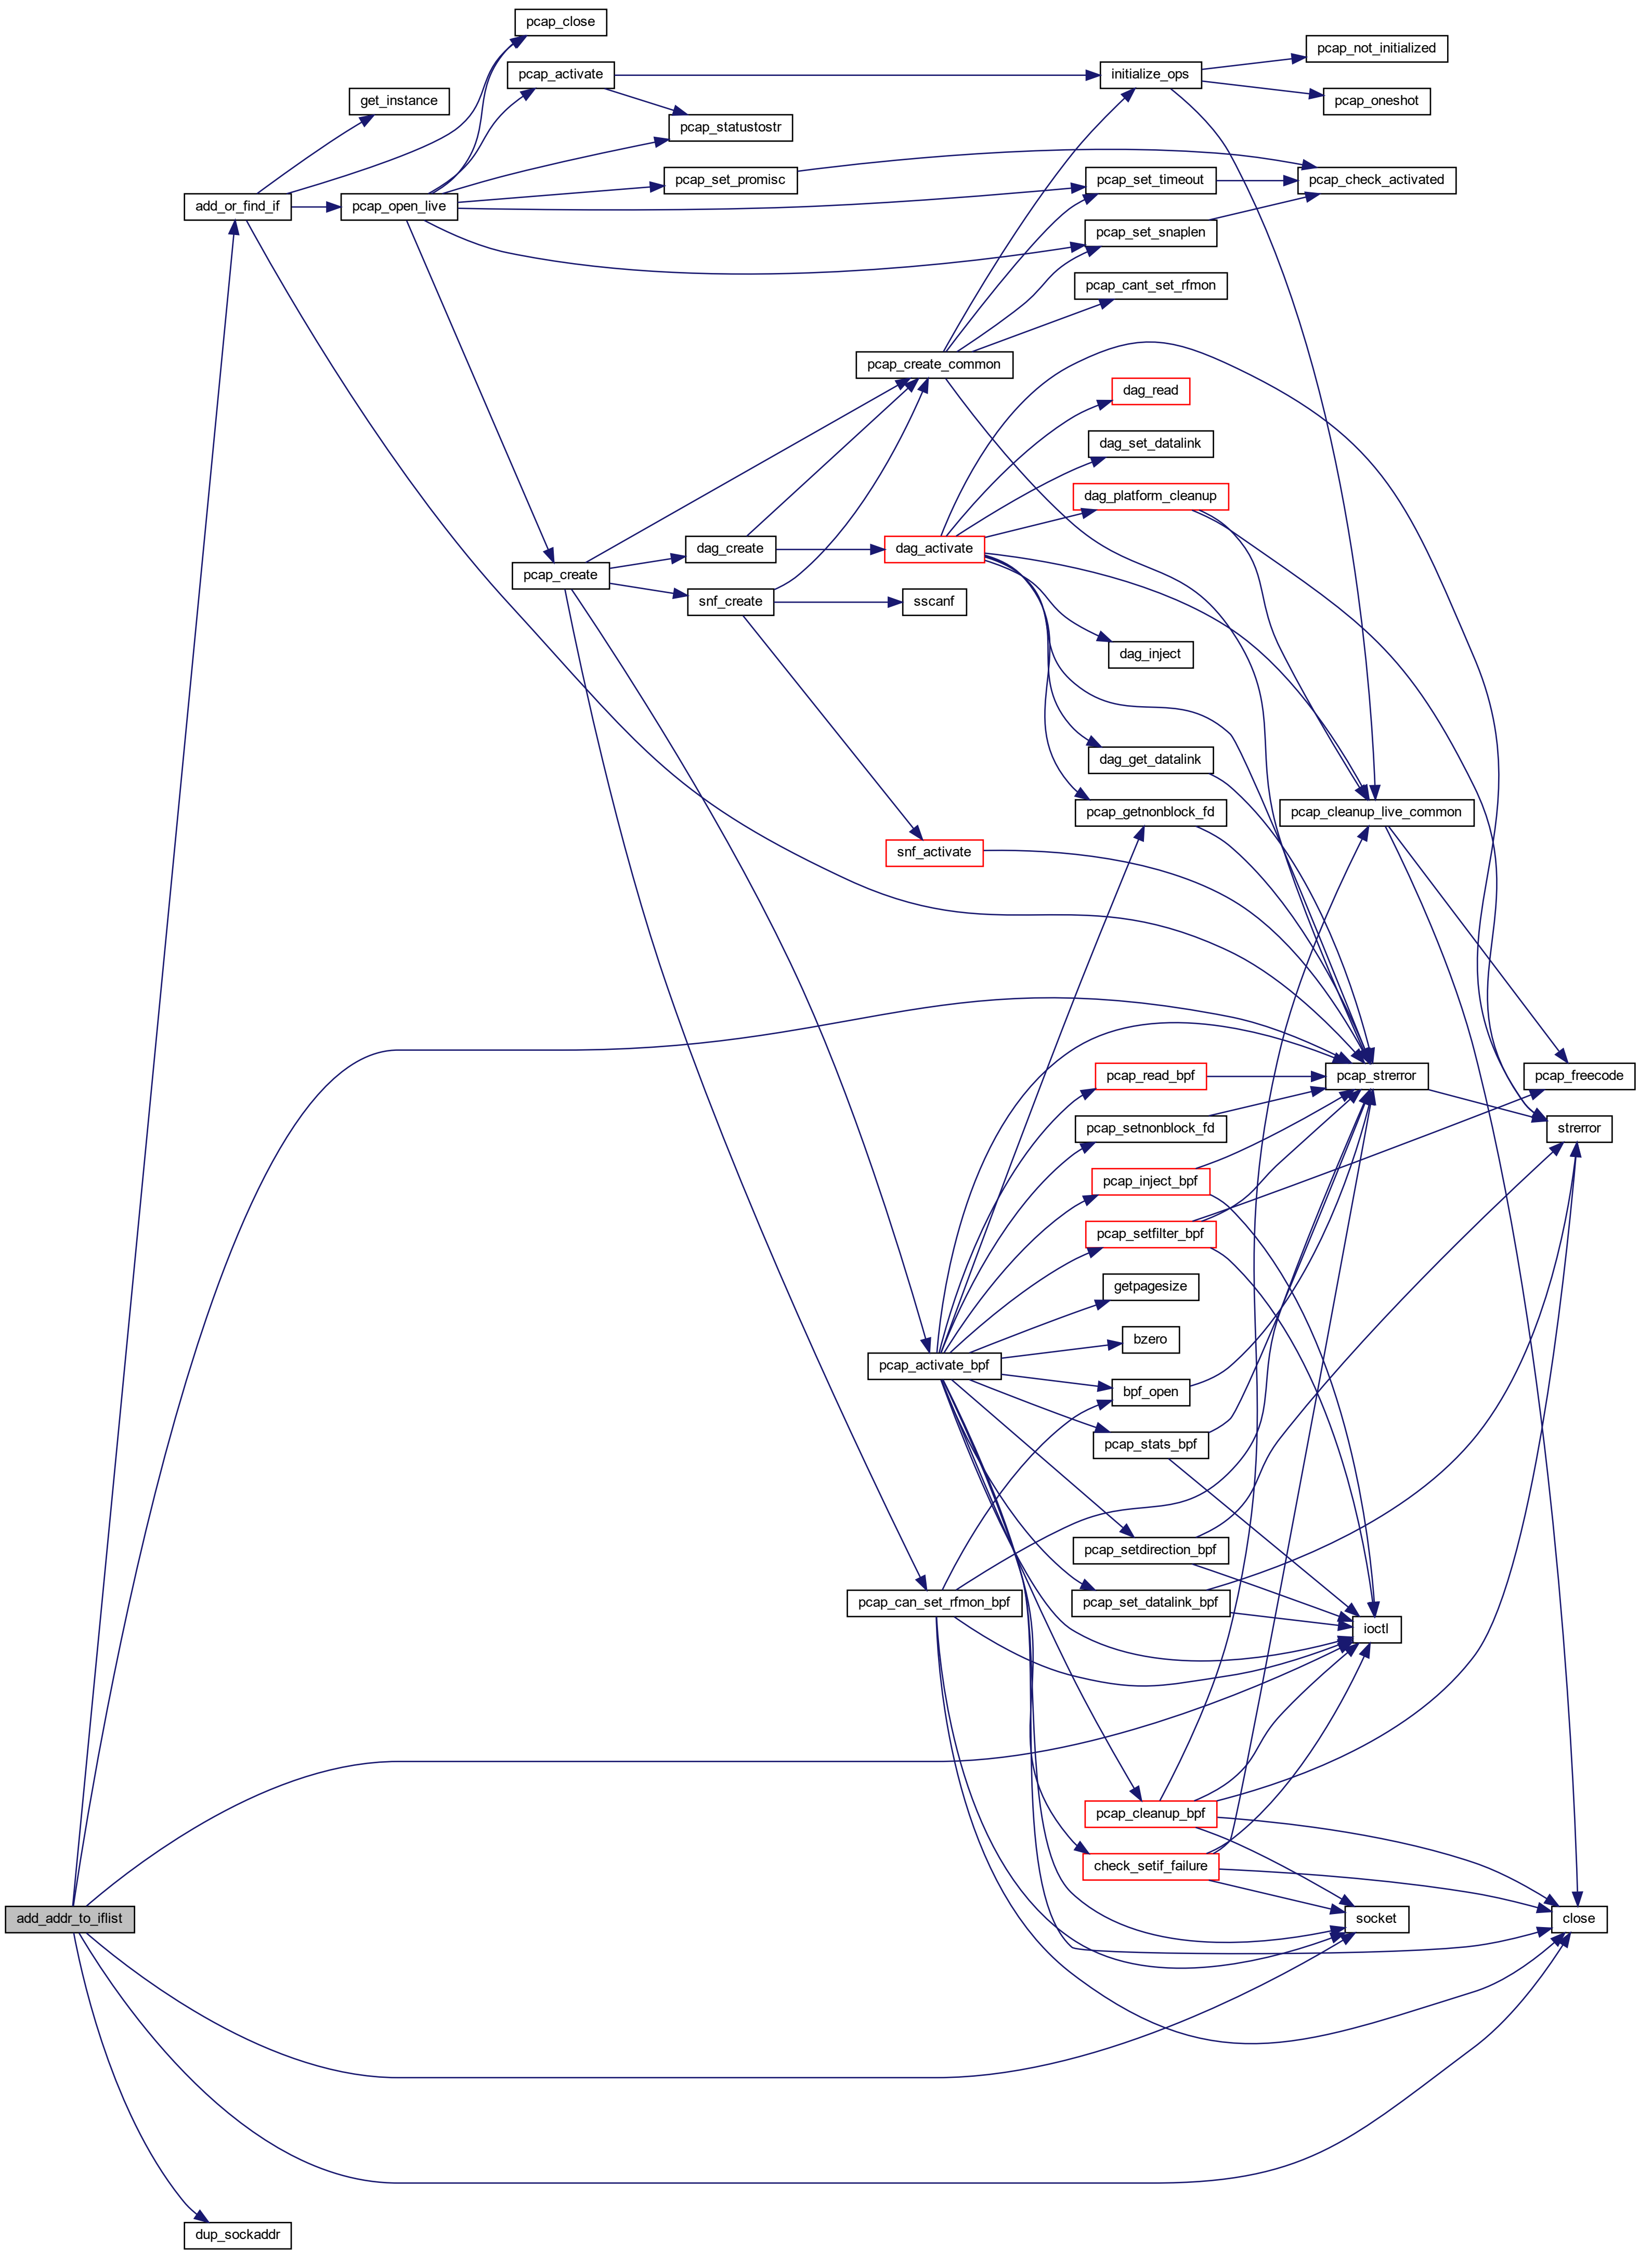 pcap_close
pcap_not_initialized
pcap_activate
initialize_ops
get_instance
pcap_oneshot
pcap_statustostr
pcap_set_promisc
pcap_set_timeout
pcap_check_activated
add_or_find_if
pcap_open_live
pcap_set_snaplen
pcap_cant_set_rfmon
pcap_create_common
dag_read
dag_set_datalink
dag_platform_cleanup
dag_create
dag_activate
pcap_create
snf_create
sscanf
dag_inject
dag_get_datalink
pcap_getnonblock_fd
pcap_cleanup_live_common
snf_activate
pcap_read_bpf
pcap_strerror
pcap_freecode
pcap_setnonblock_fd
strerror
pcap_inject_bpf
pcap_setfilter_bpf
getpagesize
bzero
pcap_activate_bpf
bpf_open
pcap_stats_bpf
pcap_setdirection_bpf
pcap_can_set_rfmon_bpf
pcap_set_datalink_bpf
ioctl
pcap_cleanup_bpf
check_setif_failure
add_addr_to_iflist
socket
close
dup_sockaddr